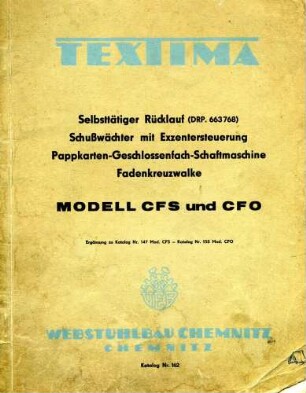 TEXTIMA
Selbsttätiger Rücklauf (DRP. 663768)
Schußwächter mit Exzentersteuerung
Pappkarten-Geschlossenfach-Schaftmaschine
Fadenkreuzwalke
MODELL CFS und CFO
Ergänzung zu Katalog Nr. 147 Mod. CFS – Katalog Nr. 155 Mod. CFO
WEBSTUHLBAU CHEMNITZ
CHEMNITZ
Katalog Nr. 162